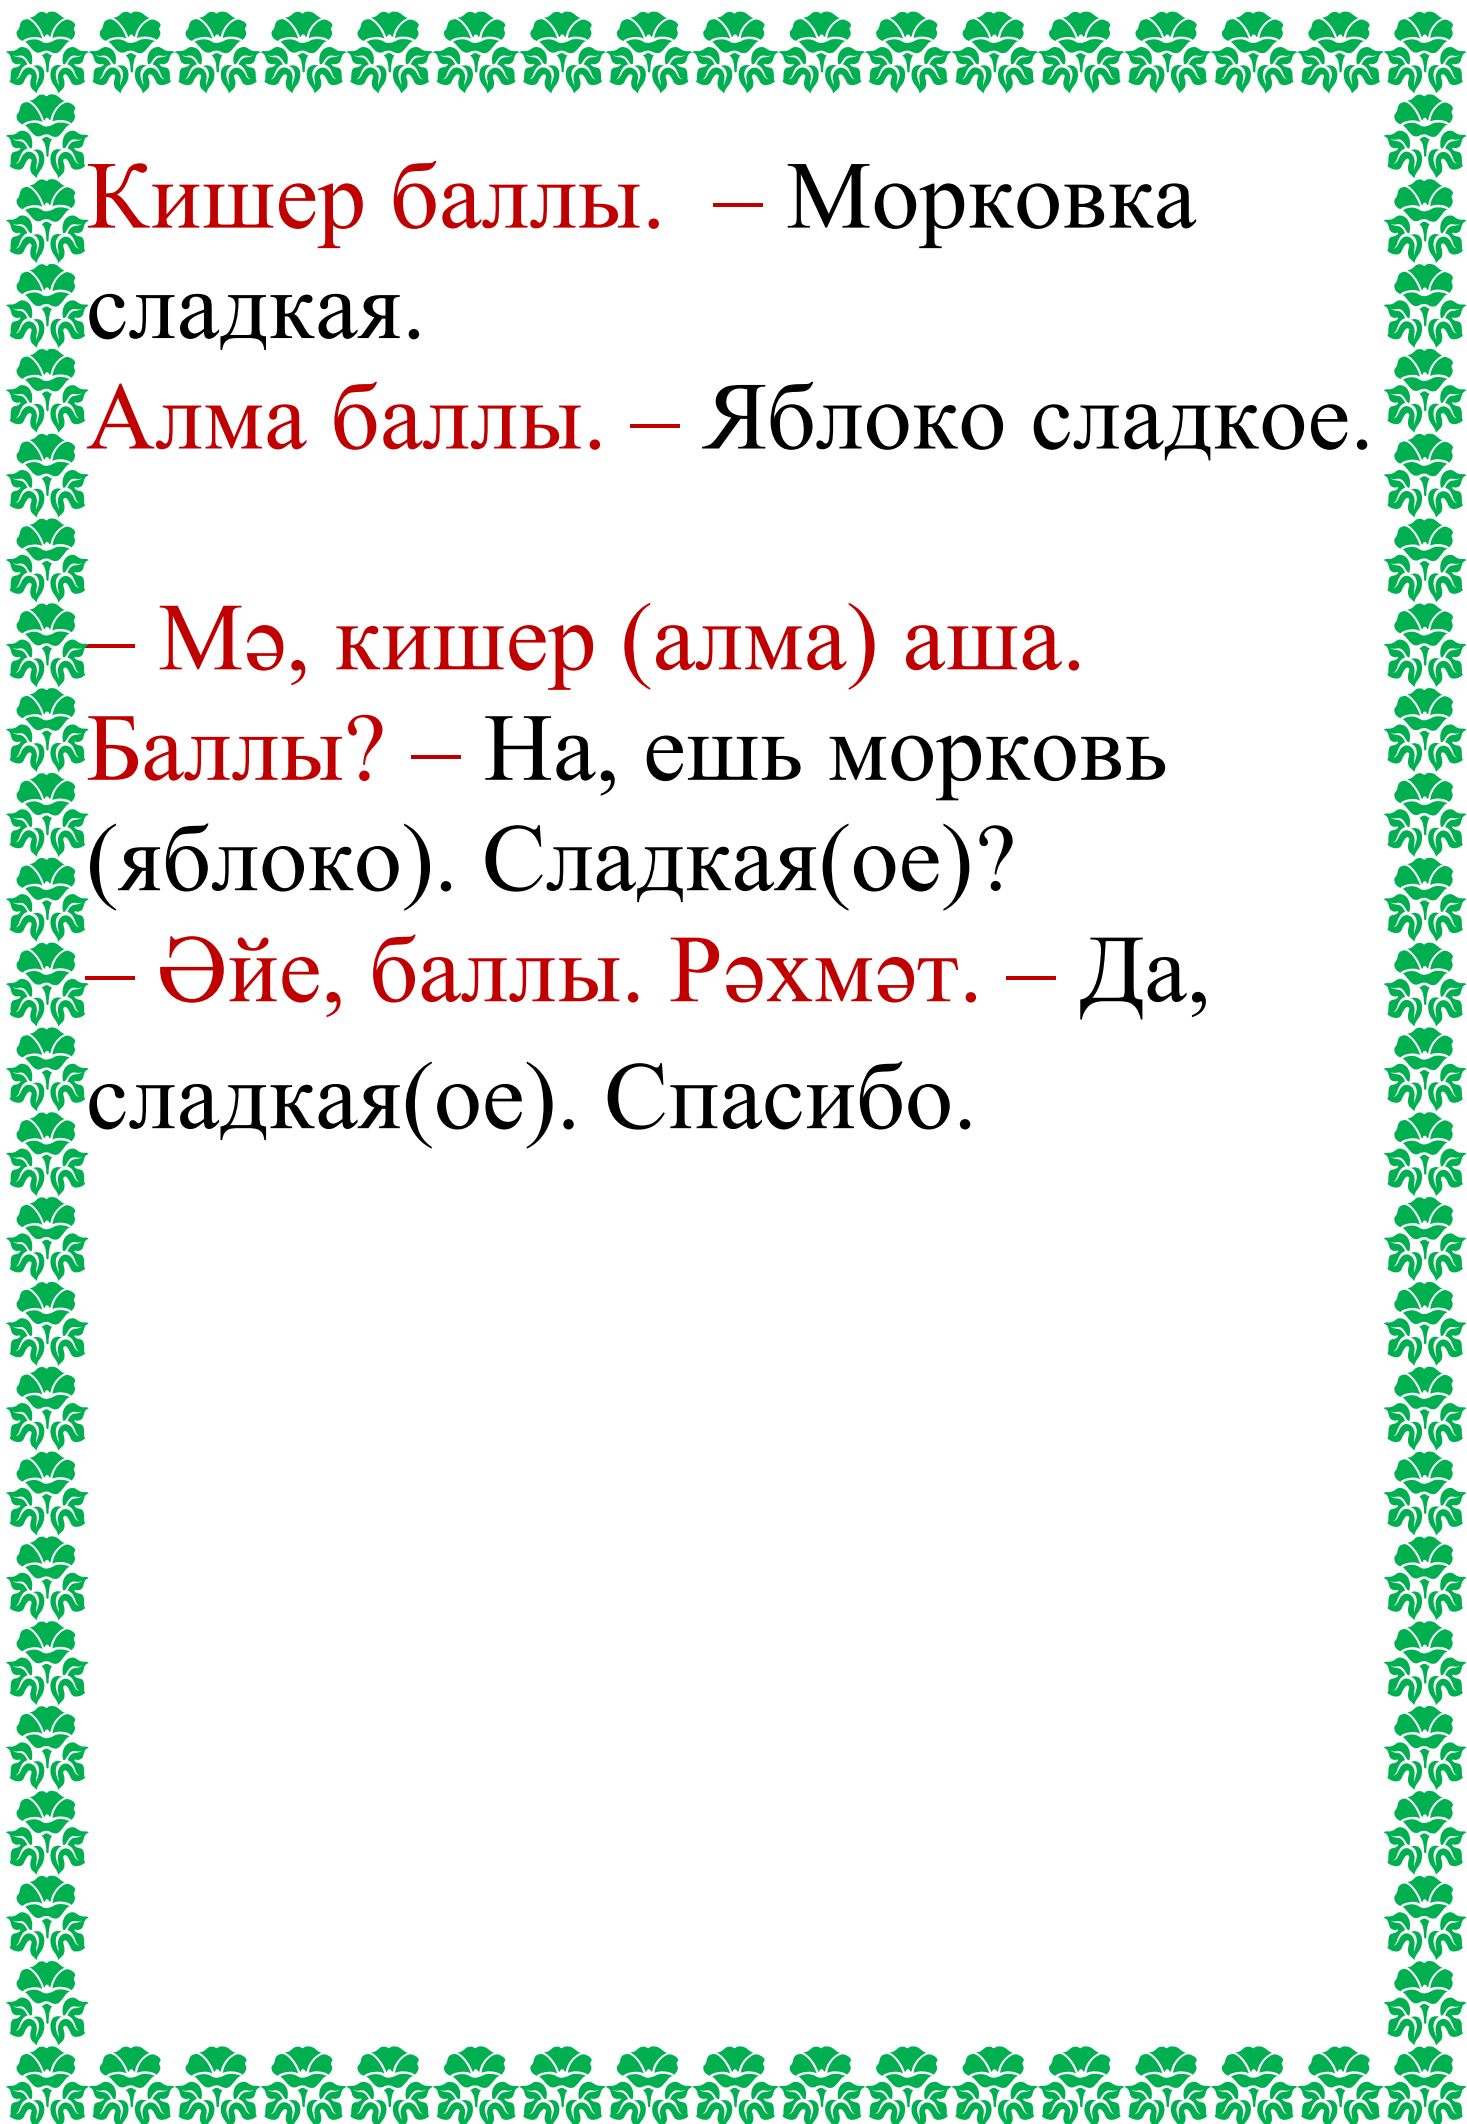 Кишер баллы.  – Морковка
сладкая.
Алма баллы. – Яблоко сладкое.
– Мә, кишер (алма) аша.
Баллы? – На, ешь морковь
(яблоко). Сладкая(ое)?
– Әйе, баллы. Рәхмәт. – Да,
сладкая(ое). Спасибо.